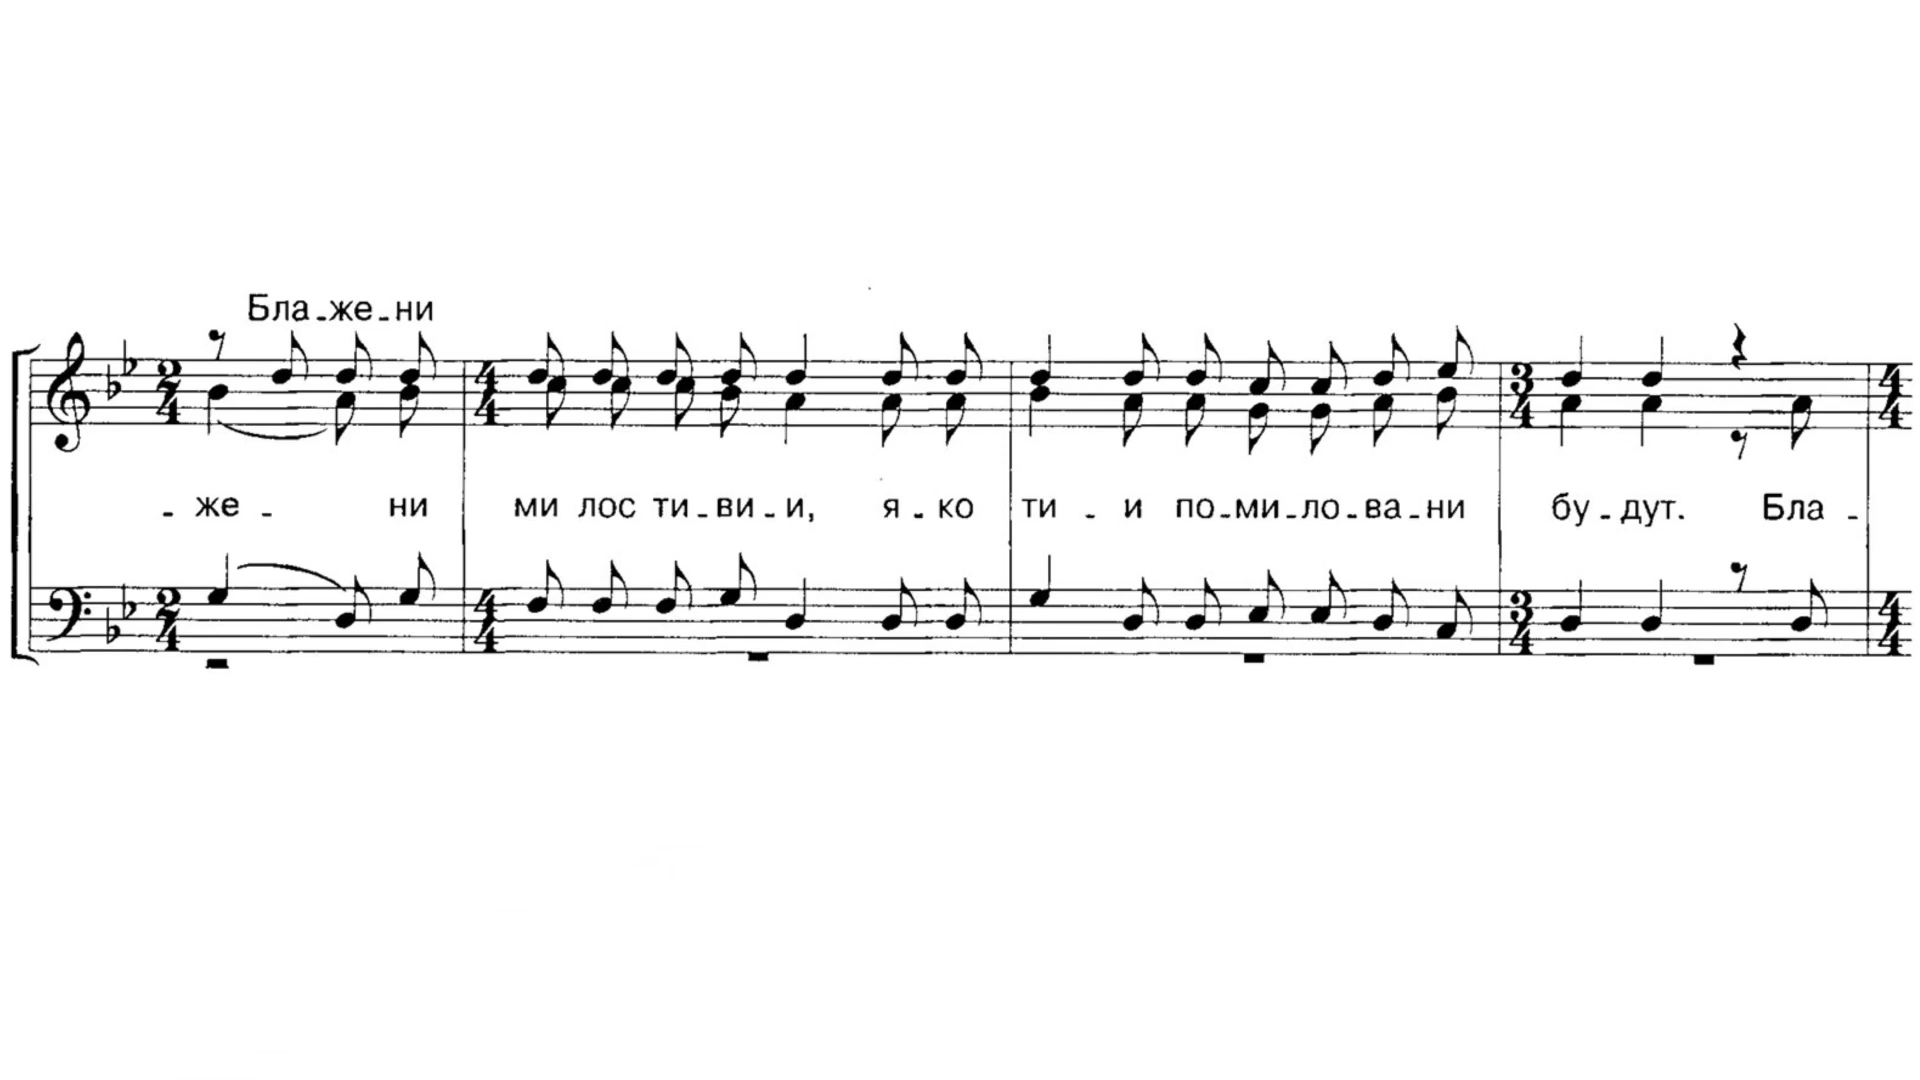 Бла-же-ни
- же - ни ми лос ти-ви-и, я-ко ти - и по-ми-ло-ва-ни бу-дут. Бла -